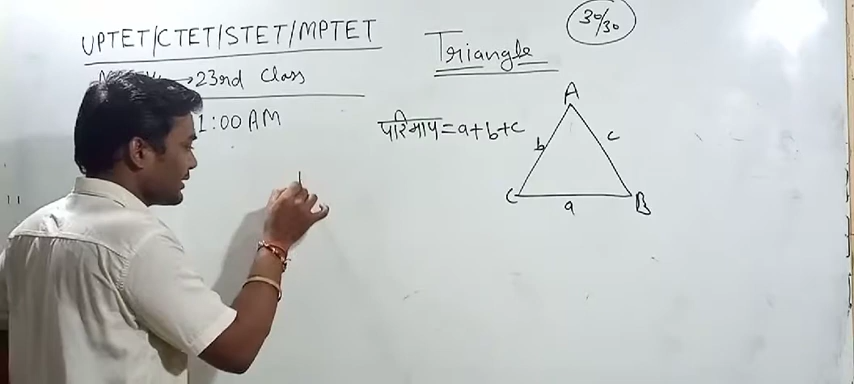 UPTET/CTET/STET/MPTET
→23rd Class
1:00 AM
Triangle
30/30
परिमाप=a+b+c
A
b
c
C
a
B